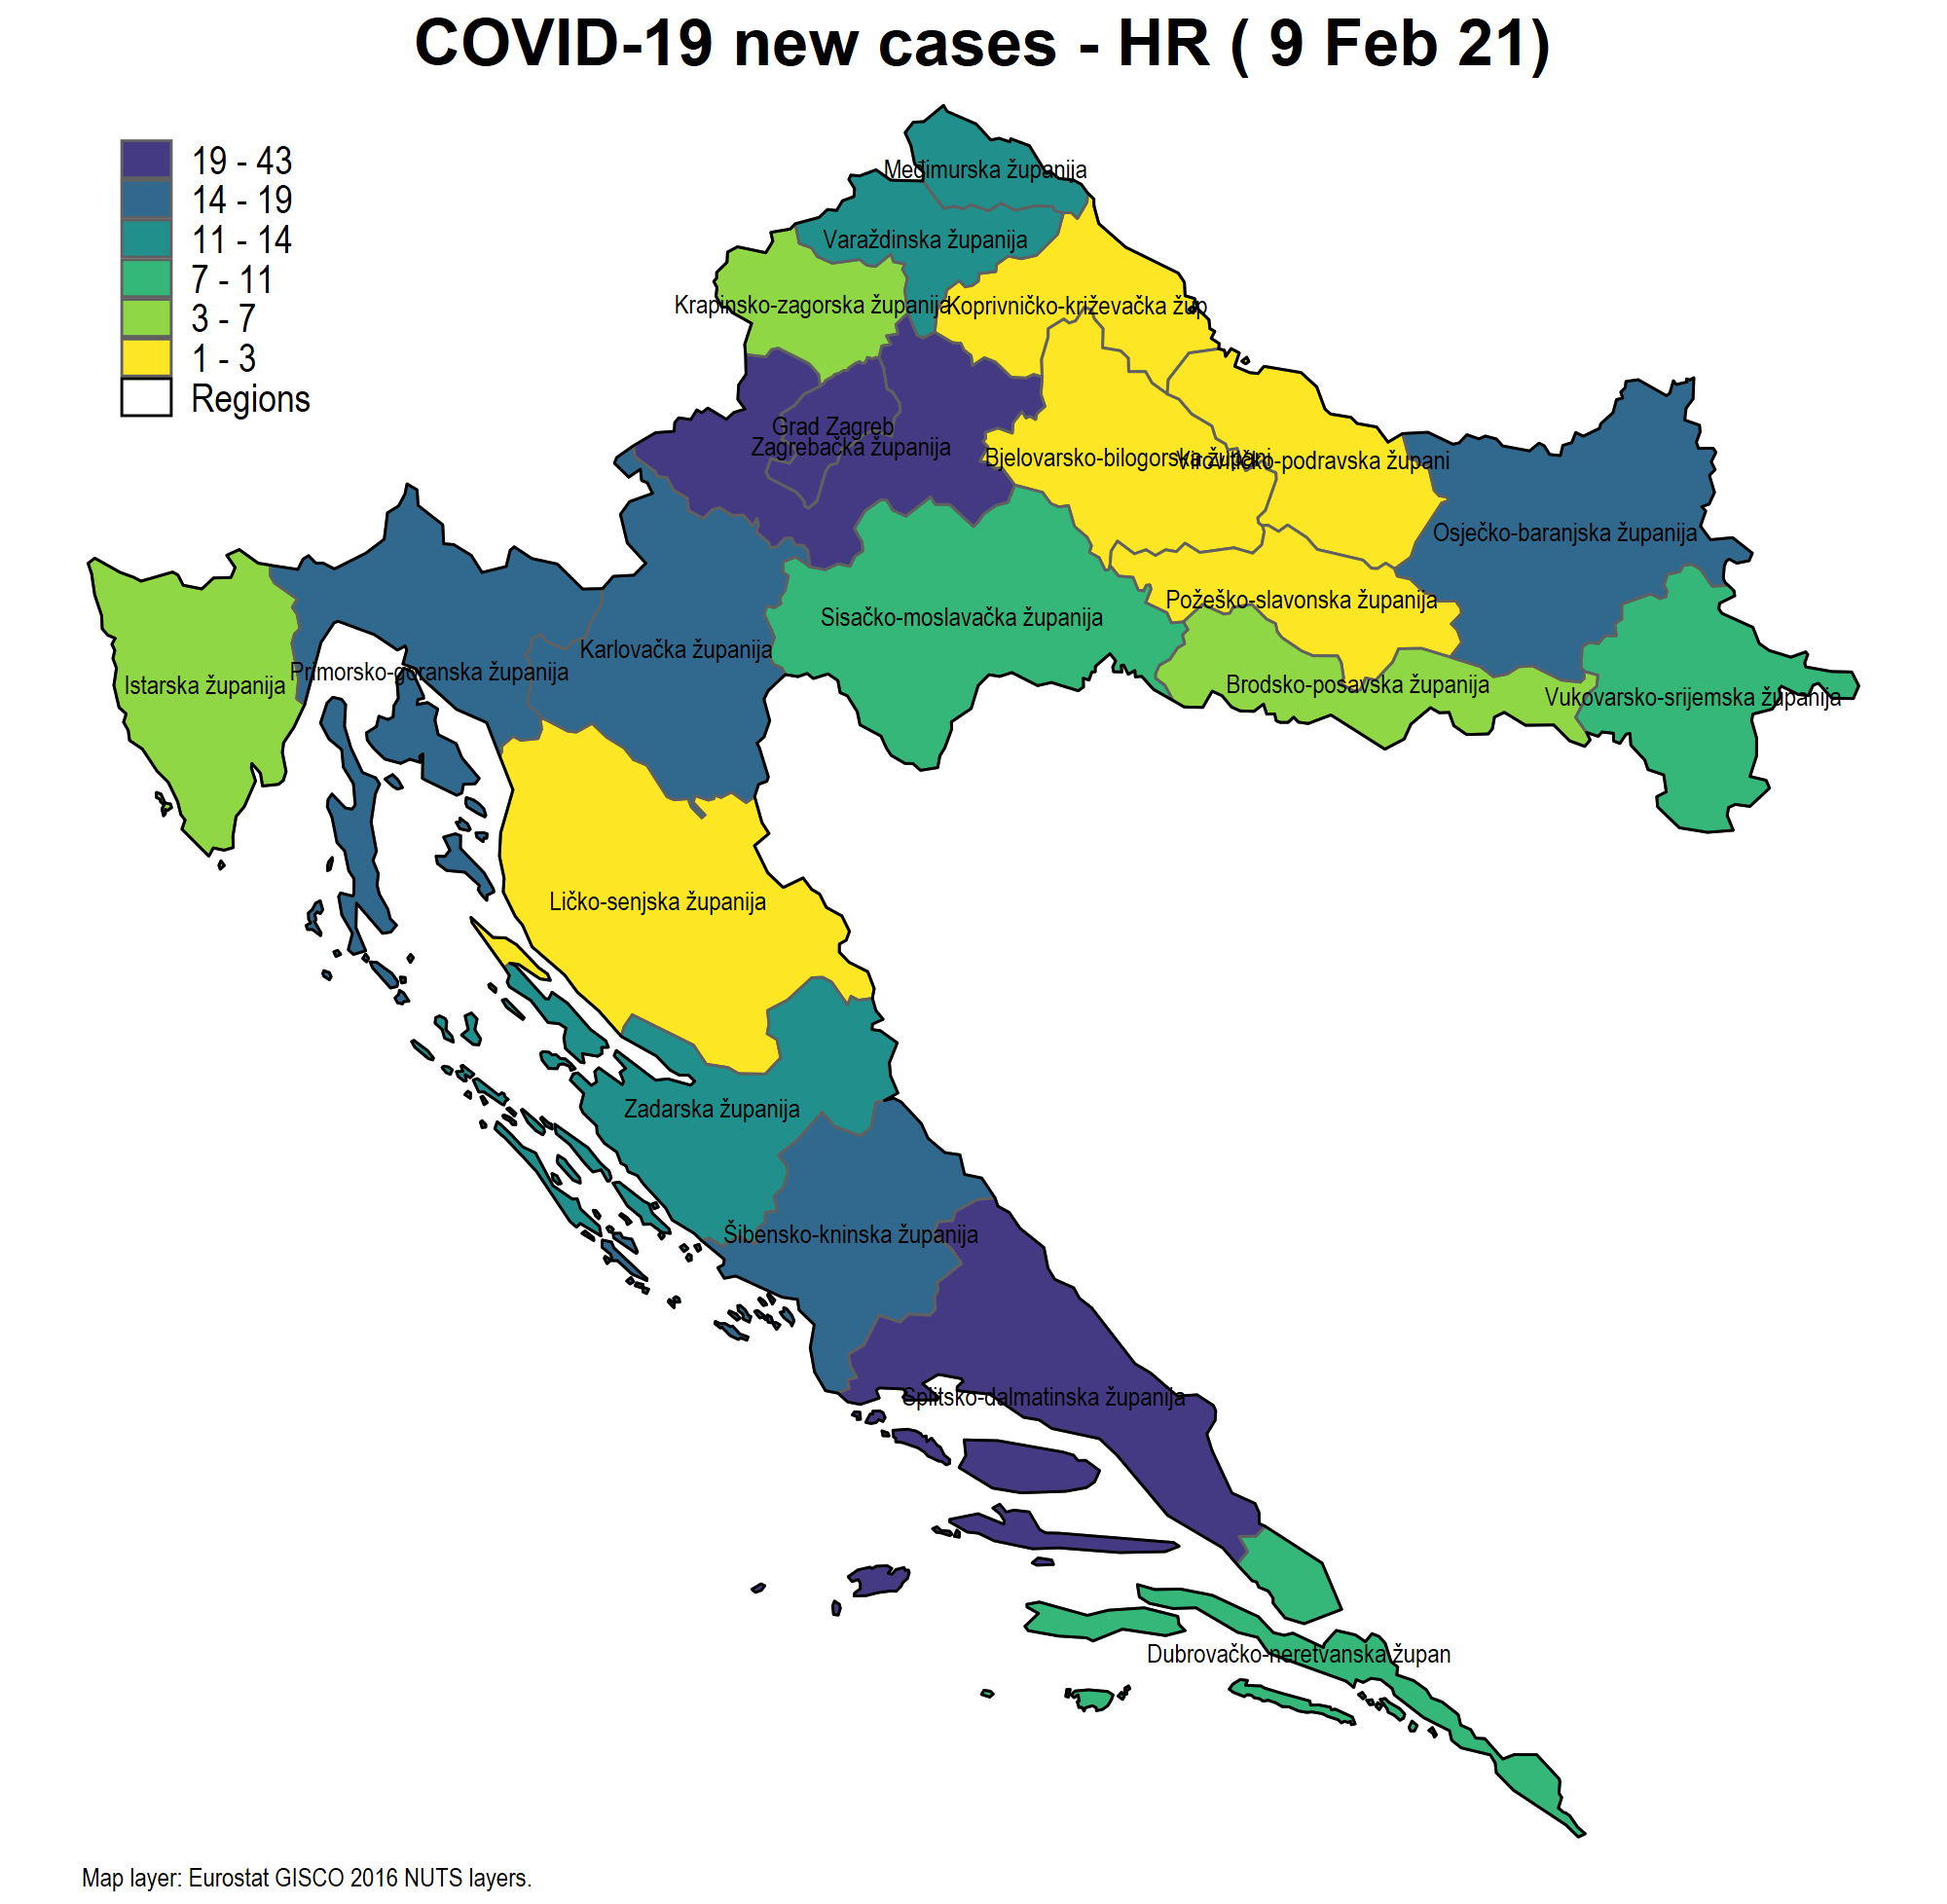 COVID-19 new cases - HR ( 9 Feb 21)
19 - 43
14 - 19
11 - 14
7 - 11
3 - 7
1 - 3
Regions
Međimurska županija
Varaždinska županija
Krapinsko-zagorska županija
Koprivničko-križevačka žup
Grad Zagreb
Zagrebačka županija
Bjelovarsko-bilogorska županij
Virovitičko-podravska županij
Osječko-baranjska županija
Požeško-slavonska županija
Sisačko-moslavačka županija
Karlovačka županija
Primorsko-goranska županija
Istarska županija
Brodsko-posavska županija
Vukovarsko-srijemska županija
Ličko-senjska županija
Zadarska županija
Šibensko-kninska županija
Splitsko-dalmatinska županija
Dubrovačko-neretvanska župan
Map layer: Eurostat GISCO 2016 NUTS layers.